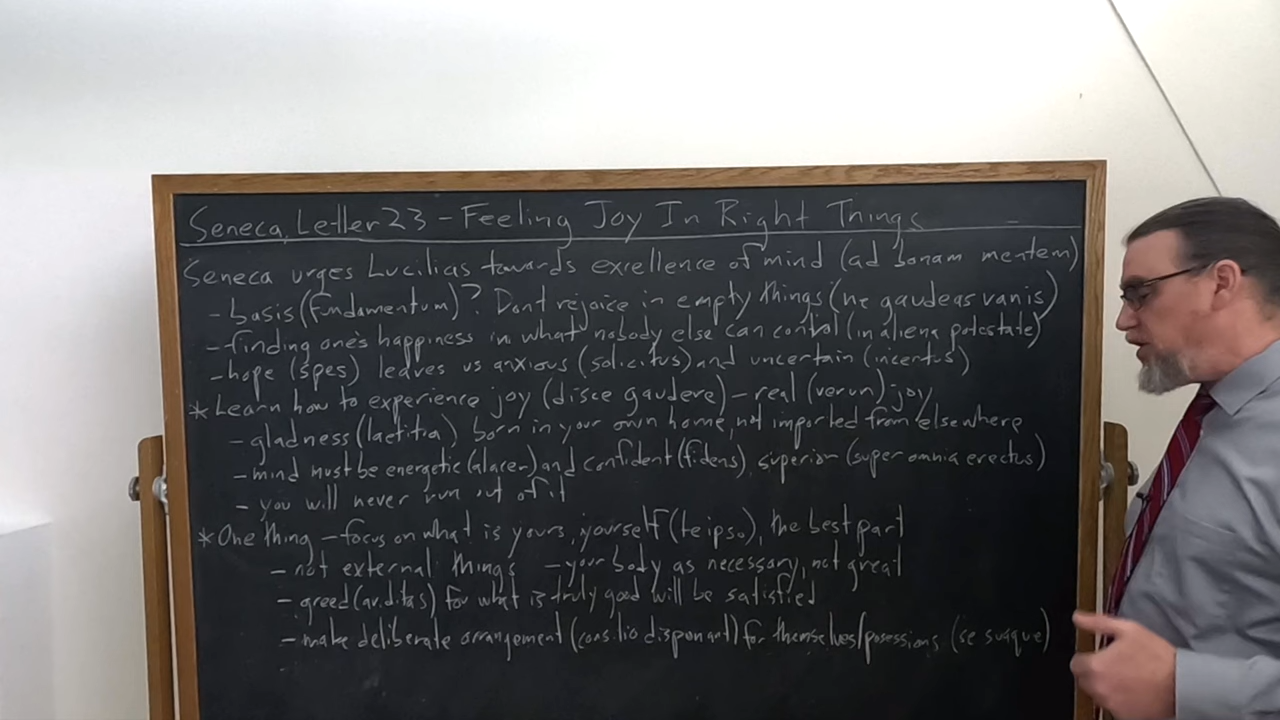 Seneca, Letter 23 - Feeling Joy In Right Things
Seneca urges Lucilius towards excellence of mind (ad bonam mentem)
- basis (fundamentum)? Dont rejoice in empty things (ne gaudeas vanis)
- finding one's happiness in what nobody else can control (in aliena potestate)
- hope (spes) leaves us anxious (solicitus) and uncertain (incertus)
* Learn how to experience joy (disce gaudere) - real (verum) joy
- gladness (laetitia) born in your own home, not imported from elsewhere
- mind must be energetic (alacer) and confident (fidens), superior (super omnia erectus)
- you will never run out of it
* One thing - focus on what is yours, yourself (te ipso), the best part
- not external things - your body as necessary, not great
- greed (aviditas) for what is truly good will be satisfied
- make deliberate arrangement (consilio disponant) for themselves/posessions (se suaque)